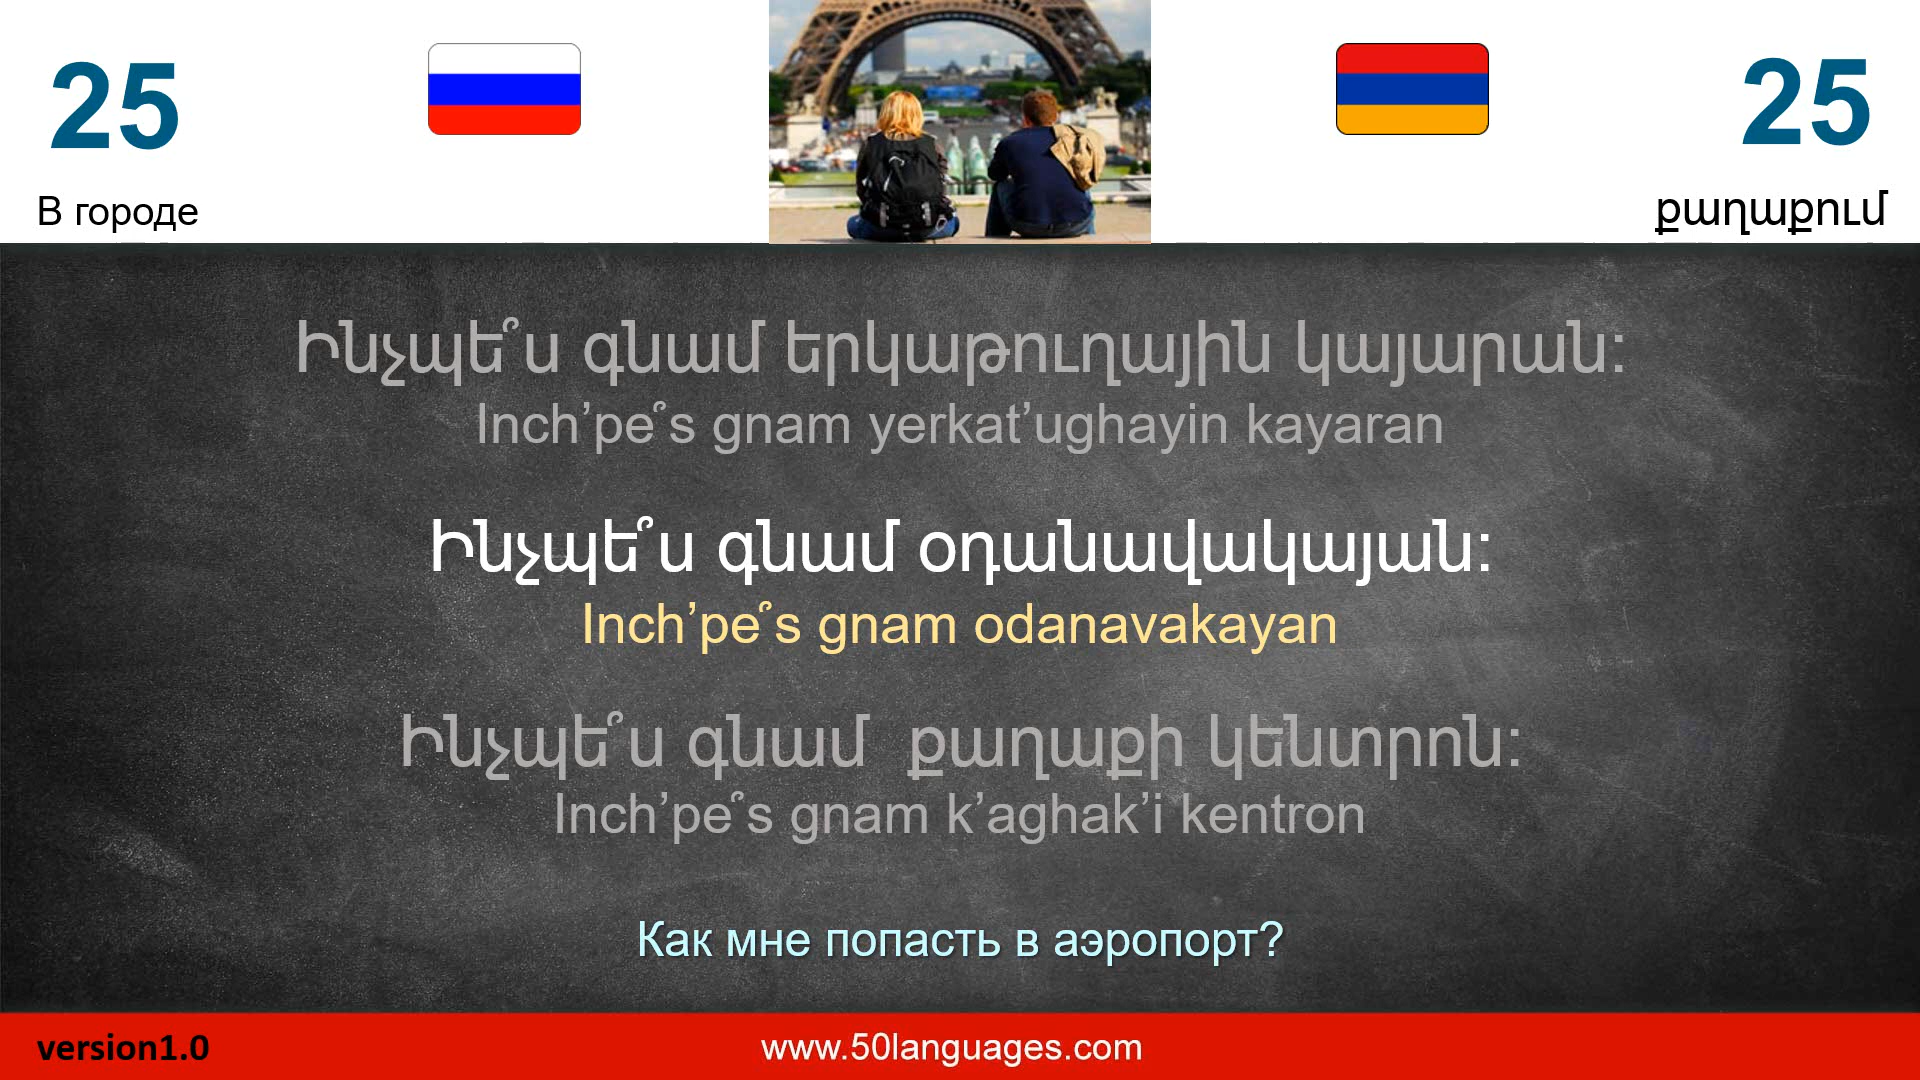 25
25
В городе
քաղաքում
Ինչպե՞ս գնամ երկաթուղային կայարան:
Inch’pe՞s gnam yerkat’ughayin kayaran
Ինչպե՞ս գնամ օդանավակայան:
Inch’pe՞s gnam odanavakayan
Ինչպե՞ս գնամ  քաղաքի կենտրոն:
Inch’pe՞s gnam k’aghak’i kentron
Как мне попасть в аэропорт?
version1.0
www.50languages.com